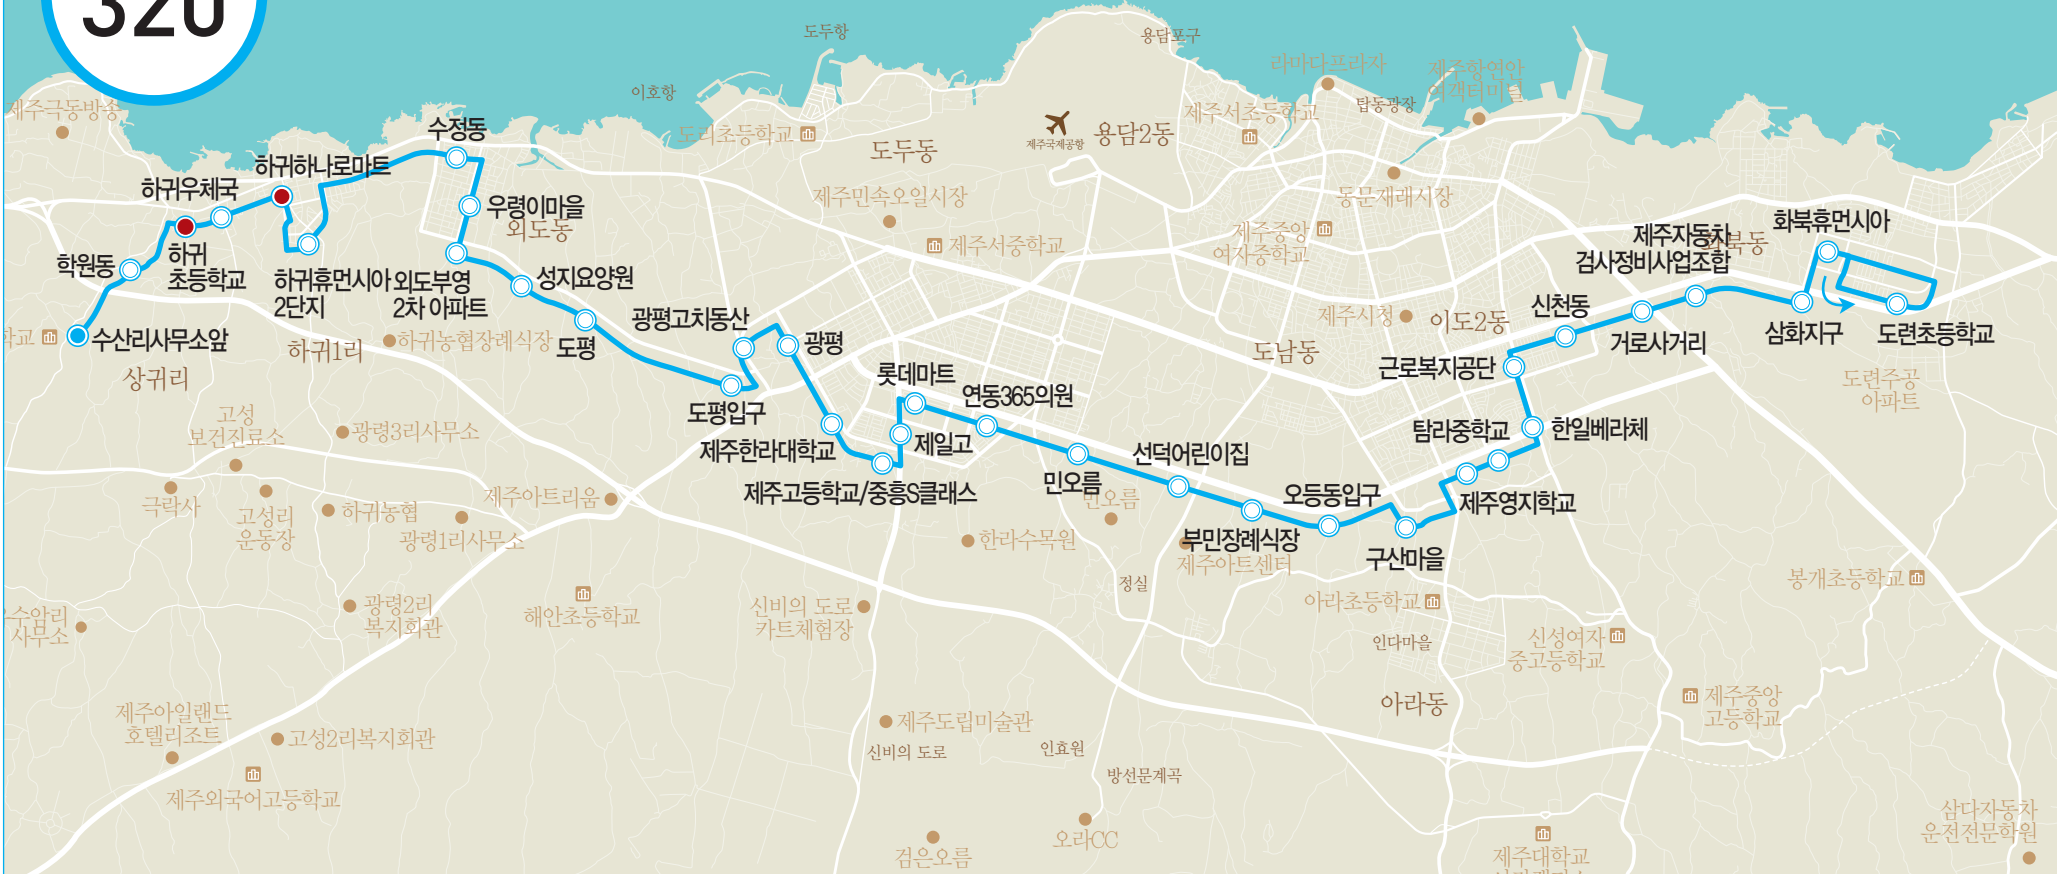 320
도두항
용담포구
이호항
라마다프라자
제주항연안
여객터미널
탑동광장
제주극동방송
도리초등학교
도두동
제주국제공항
용담2동
제주서초등학교
수정동
하귀하나로마트
하귀우체국
우령이마을
외도동
제주민속오일시장
제주서중학교
동문재래시장
제주중앙
여자중학교
화북동
제주자동차
검사정비사업조합
화북휴먼시아
학원동
하귀
초등학교
하귀휴먼시아
2단지
외도부영
2차 아파트
성지요양원
수산리사무소앞
학교
상귀리
하귀1리
하귀농협장례식장
도평
광평고치동산
광평
도평입구
롯데마트
연동365의원
제주시청
이도2동
도남동
신천동
거로사거리
삼화지구
도련초등학교
근로복지공단
도련주공
아파트
탐라중학교
한일베라체
고성
보건진료소
광령3리사무소
제주한라대학교
제일고
제주고등학교/중흥S클래스
민오름
선덕어린이집
민오름
부민장례식장
오등동입구
구산마을
제주영지학교
극락사
고성리
운동장
하귀농협
광령1리사무소
제주아트리움
한라수목원
제주아트센터
정실
봉개초등학교
수암리
사무소
광령2리
복지회관
해안초등학교
신비의 도로
카트체험장
아라초등학교
인다마을
신성여자
중고등학교
아라동
제주중앙
고등학교
제주아일랜드
호텔리조트
고성2리복지회관
제주외국어고등학교
제주도립미술관
신비의 도로
인효원
방선문계곡
검은오름
오라CC
제주대학교
삼다자동차
운전전문학원